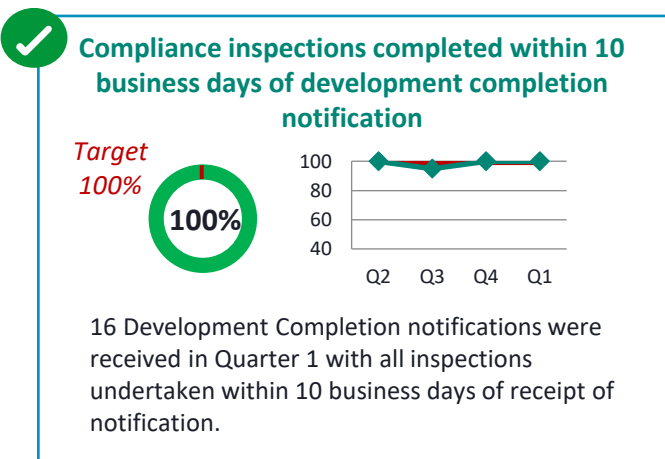 Compliance inspections completed within 10
business days of development completion
notification
Target
100%
100%
100
80
60
40
Q2 Q3 Q4 Q1
16 Development Completion notifications were
received in Quarter 1 with all inspections
undertaken within 10 business days of receipt of
notification.